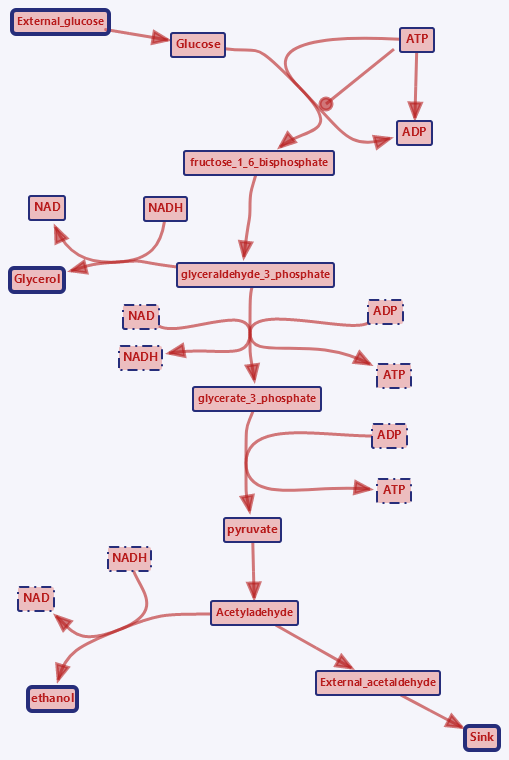 External_glucose
Glucose
ATP
ADP
fructose_1_6_bisphosphate
NAD
NADH
glyceraldehyde_3_phosphate
Glycerol
NAD
ADP
NADH
ATP
glycerate_3_phosphate
ADP
ATP
pyruvate
NADH
NAD
Acetyladehyde
External_acetaldehyde
ethanol
Sink